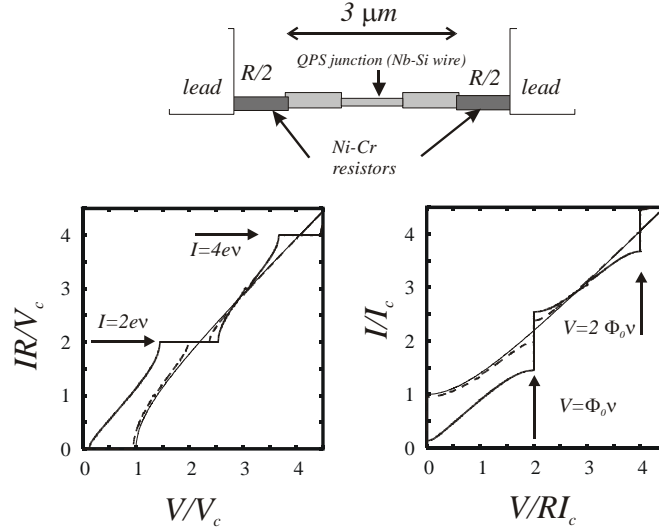 3 μm
QPS junction (Nb-Si wire)
lead R/2 R/2 lead
Ni-Cr
resistors
IR/V_c
4
3
2
1
0
I=4eν
I=2eν
0 1 2 3 4
V/V_c
I/I_c
4
3
2
1
0
V=2 Φ₀ν
V=Φ₀ν
0 1 2 3 4
V/RI_c